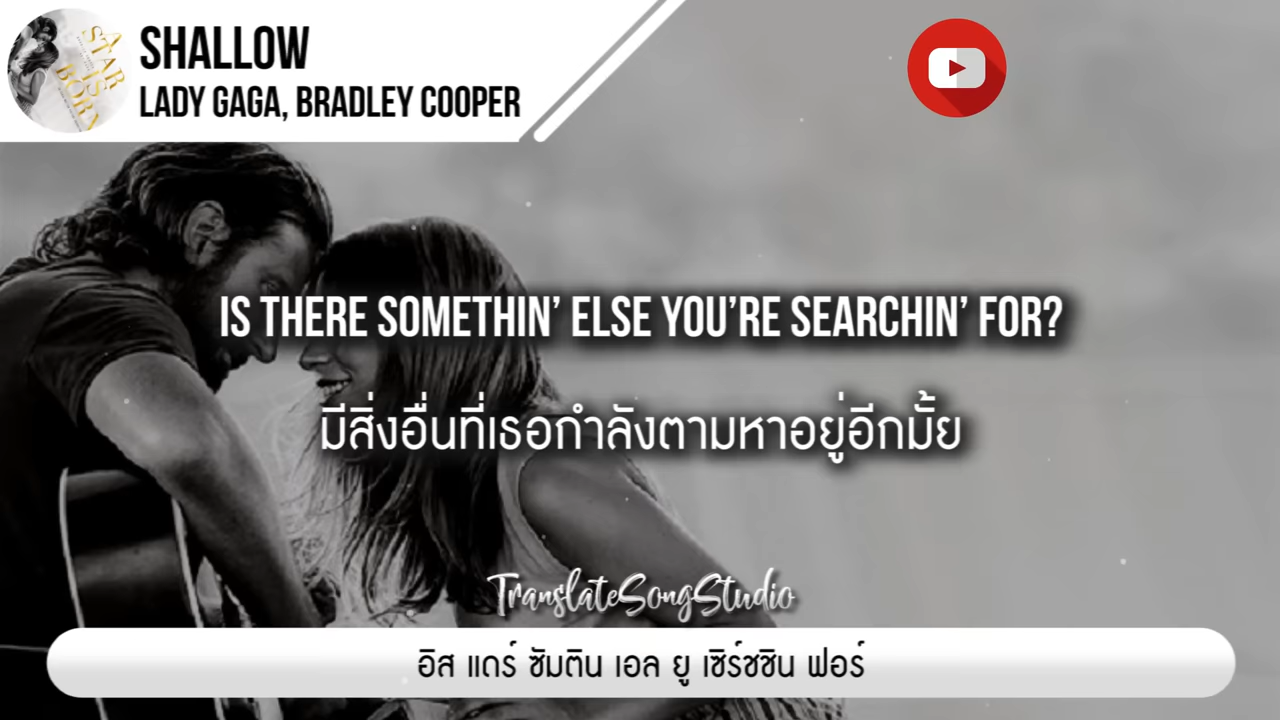 SHALLOW
LADY GAGA, BRADLEY COOPER
A STAR IS BORN
IS THERE SOMETHIN' ELSE YOU'RE SEARCHIN' FOR?
มีสิ่งอื่นที่เธอกำลังตามหาอยู่อีกมั้ย
TranslateSongStudio
อิส แดร์ ซัมติน เอล ยู เซิร์ชชิน ฟอร์